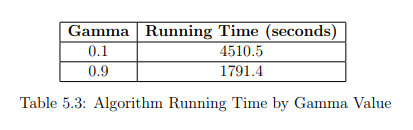 Gamma Running Time (seconds)
0.1 4510.5
0.9 1791.4
Table 5.3: Algorithm Running Time by Gamma Value